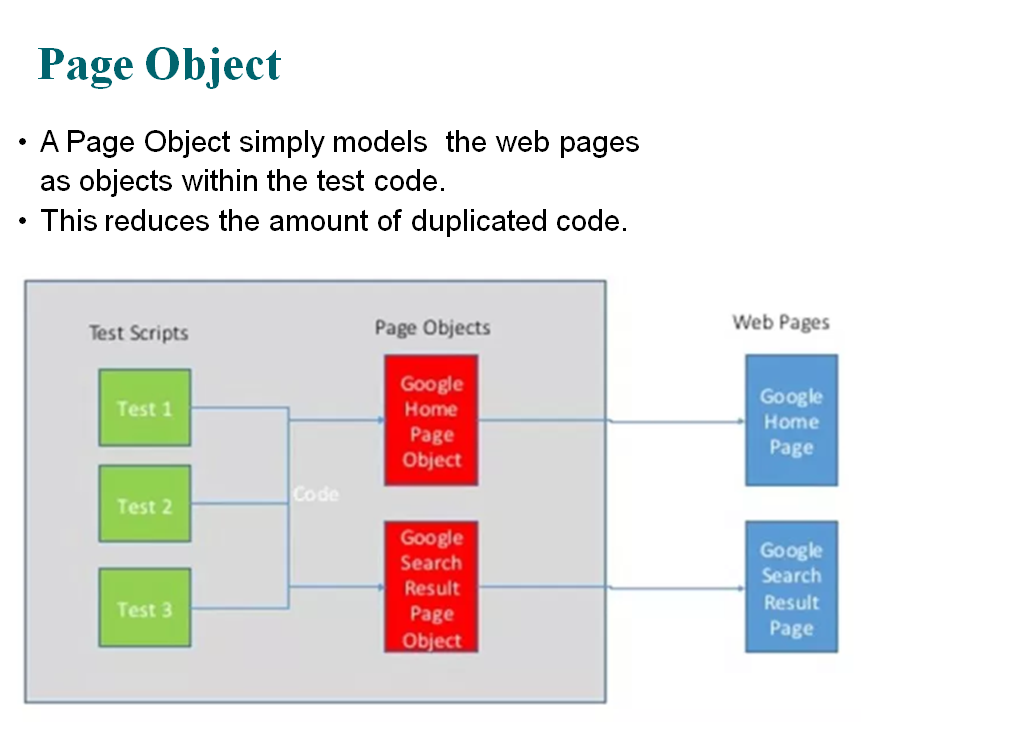 Page Object
• A Page Object simply models  the web pages
as objects within the test code.
• This reduces the amount of duplicated code.
Test Scripts
Page Objects
Web Pages
Test 1
Test 2
Test 3
Code
Google
Home
Page
Object
Google
Search
Result
Page
Object
Google
Home
Page
Google
Search
Result
Page